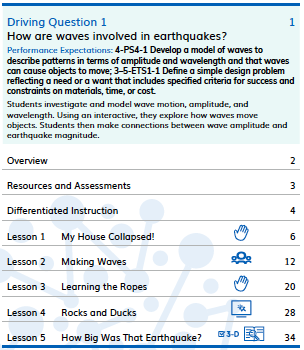 Driving Question 1 1
How are waves involved in earthquakes?
Performance Expectations: 4-PS4-1 Develop a model of waves to
describe patterns in terms of amplitude and wavelength and that waves
can cause objects to move; 3–5-ETS1-1 Define a simple design problem
reflecting a need or a want that includes specified criteria for success and
constraints on materials, time, or cost.
Students investigate and model wave motion, amplitude, and
wavelength. Using an interactive, they explore how waves move
objects. Students then make connections between wave amplitude and
earthquake magnitude.
Overview 2
Resources and Assessments 3
Differentiated Instruction 4
Lesson 1 My House Collapsed! 6
Lesson 2 Making Waves 12
Lesson 3 Learning the Ropes 20
Lesson 4 Rocks and Ducks 28
Lesson 5 How Big Was That Earthquake? 3-D 34